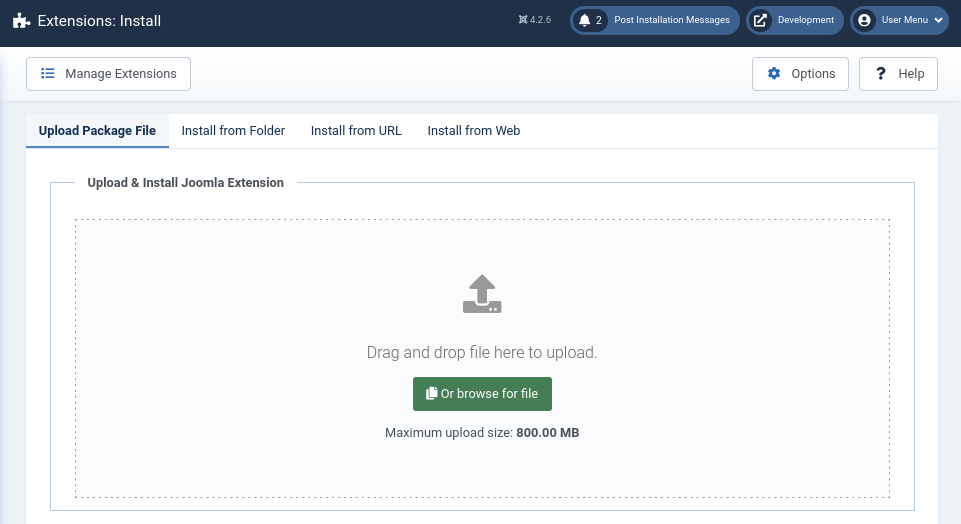 Extensions: Install
4.2.6
2 Post Installation Messages
Development
User Menu
Manage Extensions
Options
? Help
Upload Package File
Install from Folder
Install from URL
Install from Web
Upload & Install Joomla Extension
Drag and drop file here to upload.
Or browse for file
Maximum upload size: 800.00 MB